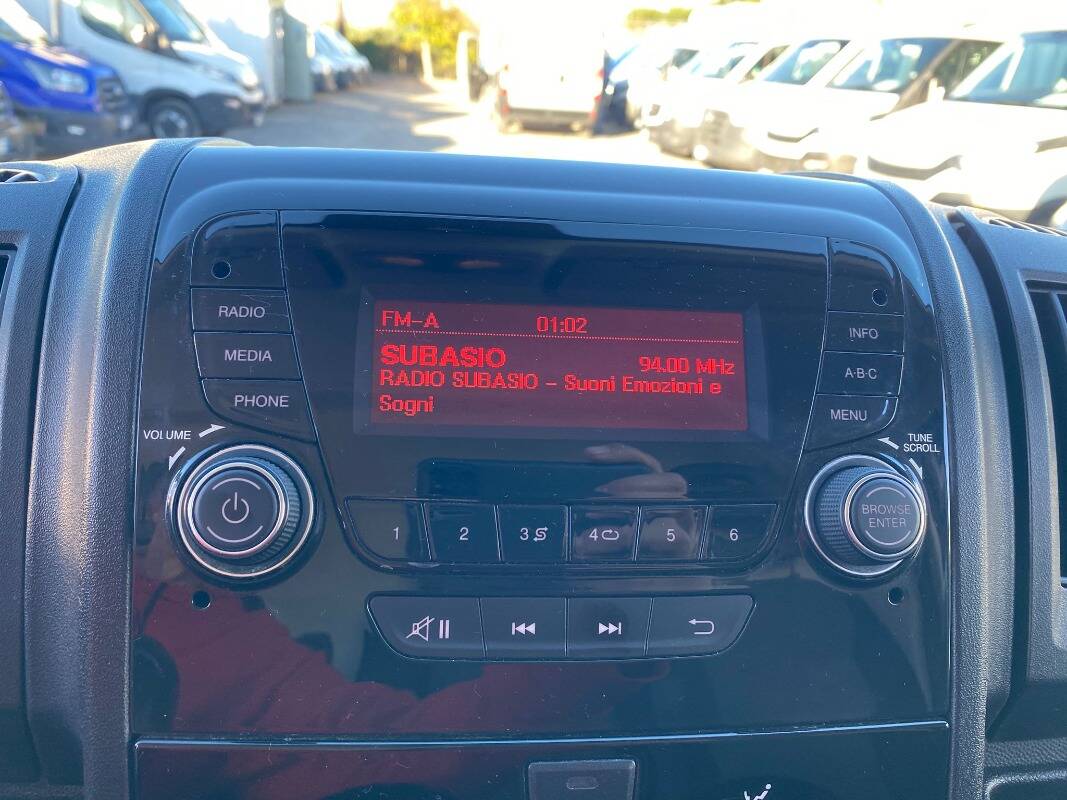 RADIO
MEDIA
PHONE
VOLUME
FM-A 01:02
SUBASIO 94.00 MHz
RADIO SUBASIO - Suoni Emozioni e
Sogni
INFO
A·B·C
MENU
TUNE
SCROLL
BROWSE
ENTER
1 2 3 4 5 6